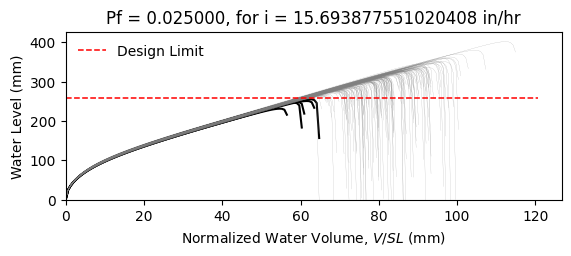 Pf = 0.025000, for i = 15.693877551020408 in/hr
Design Limit
Water Level (mm)
400
300
200
100
0
0 20 40 60 80 100 120
Normalized Water Volume, V/SL (mm)